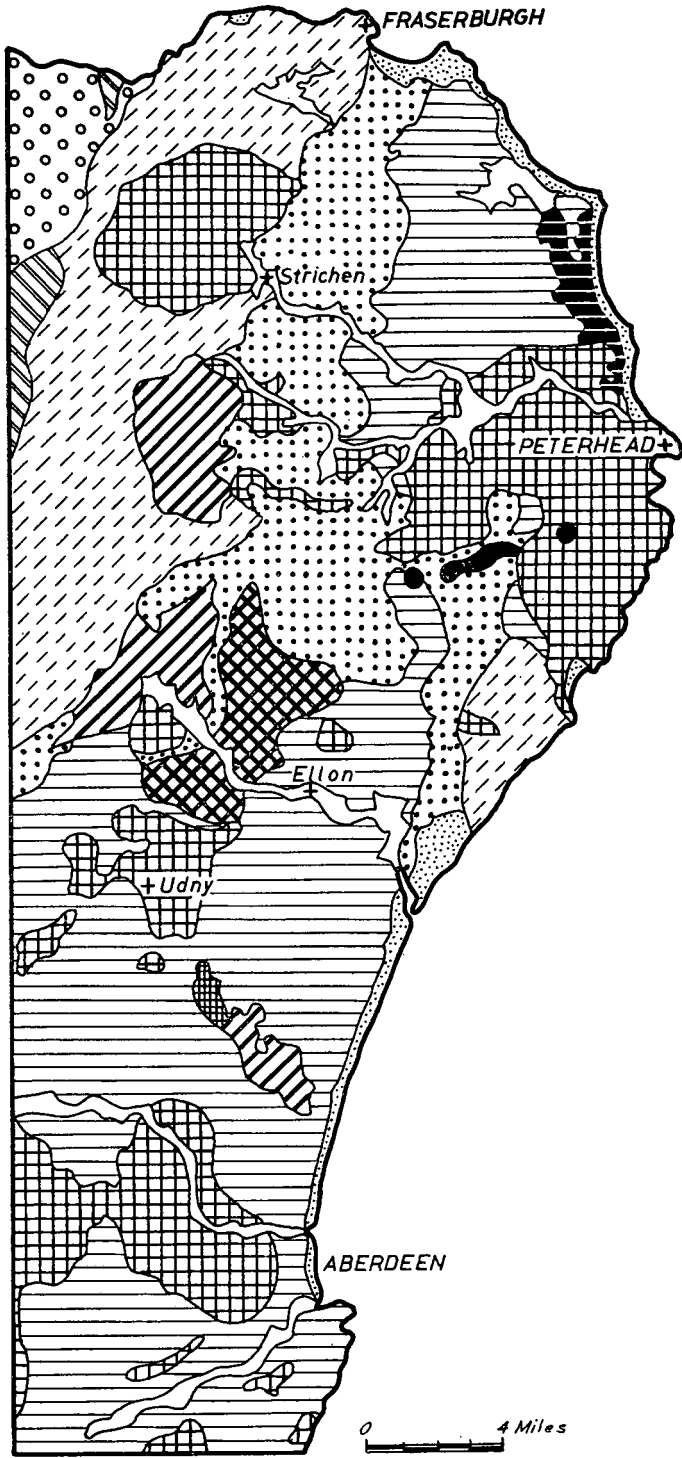 FRASERBURGH
Strichen
PETERHEAD
Ellon
Udny
ABERDEEN
0 4 Miles